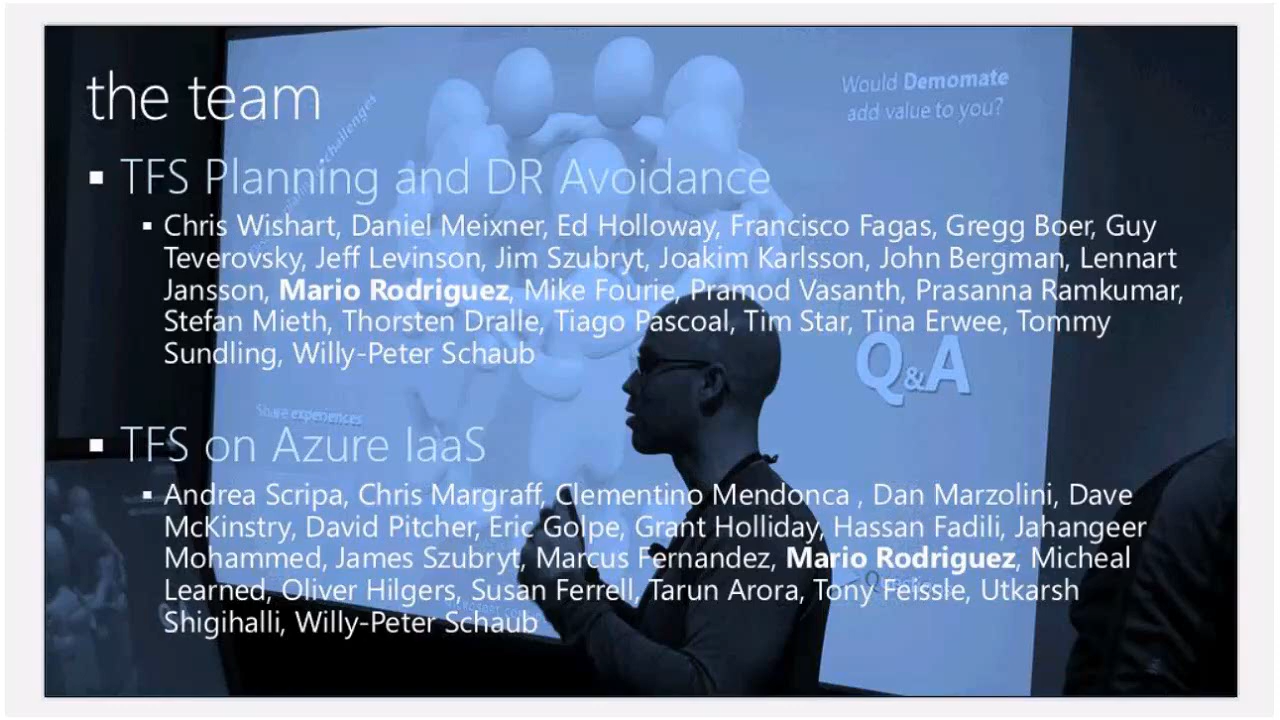 the team
Would Demomate
add value to you?
challenges
TFS Planning and DR Avoidance
Chris Wishart, Daniel Meixner, Ed Holloway, Francisco Fagas, Gregg Boer, Guy
Teverovsky, Jeff Levinson, Jim Szubryt, Joakim Karlsson, John Bergman, Lennart
Jansson, Mario Rodriguez, Mike Fourie, Pramod Vasanth, Prasanna Ramkumar,
Stefan Mieth, Thorsten Dralle, Tiago Pascoal, Tim Star, Tina Erwee, Tommy
Sundling, Willy-Peter Schaub
Q&A
Share experiences
TFS on Azure IaaS
Andrea Scripa, Chris Margraff, Clementino Mendonca , Dan Marzolini, Dave
McKinstry, David Pitcher, Eric Golpe, Grant Holliday, Hassan Fadili, Jahangeer
Mohammed, James Szubryt, Marcus Fernandez, Mario Rodriguez, Micheal
Learned, Oliver Hilgers, Susan Ferrell, Tarun Arora, Tony Feissle, Utkarsh
Shigihalli, Willy-Peter Schaub